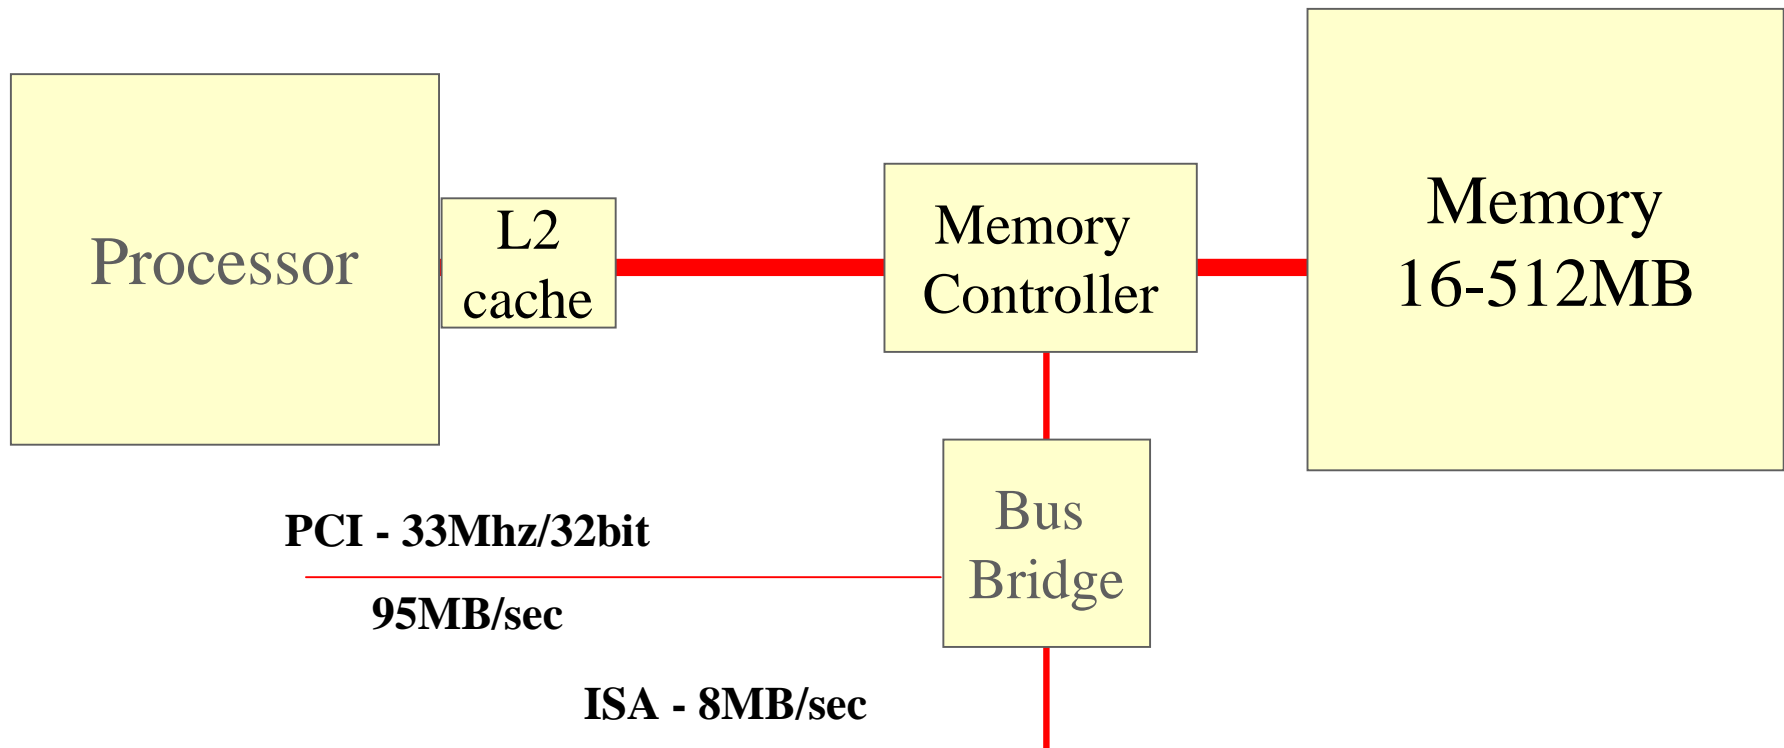 Processor
L2
cache
Memory
Controller
Memory
16-512MB
Bus
Bridge
PCI - 33Mhz/32bit
95MB/sec
ISA - 8MB/sec